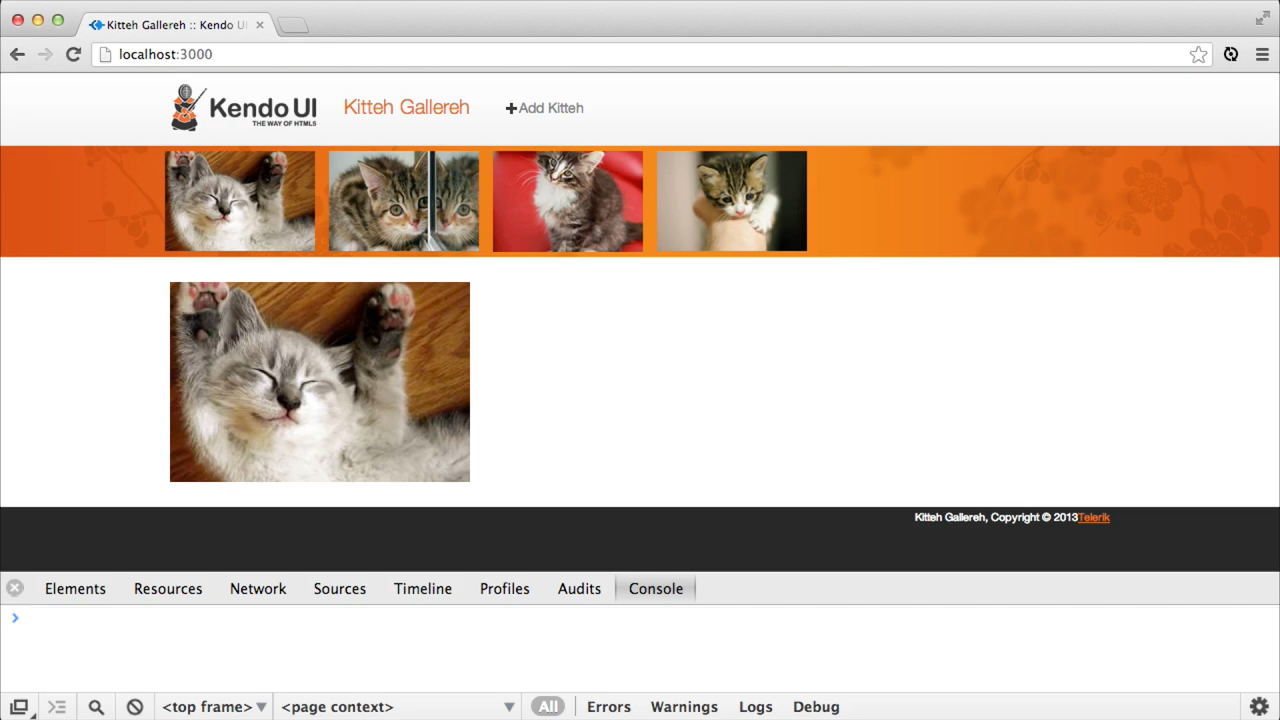 Kitteh Gallereh :: Kendo UI
localhost:3000
Kendo UI
THE WAY OF HTML5
Kitteh Gallereh
Add Kitteh
Kitteh Gallereh, Copyright © 2013Telerik
Elements Resources Network Sources Timeline Profiles Audits Console
<top frame> <page context> All Errors Warnings Logs Debug